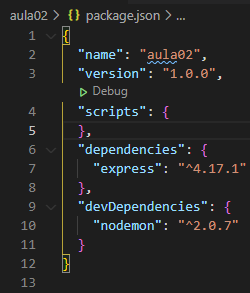 aula02 > package.json > ...
1 {
2 "name": "aula02",
3 "version": "1.0.0",
Debug
4 "scripts": {
5 },
6 "dependencies": {
7 "express": "^4.17.1"
8 },
9 "devDependencies": {
10 "nodemon": "^2.0.7"
11 }
12 }
13